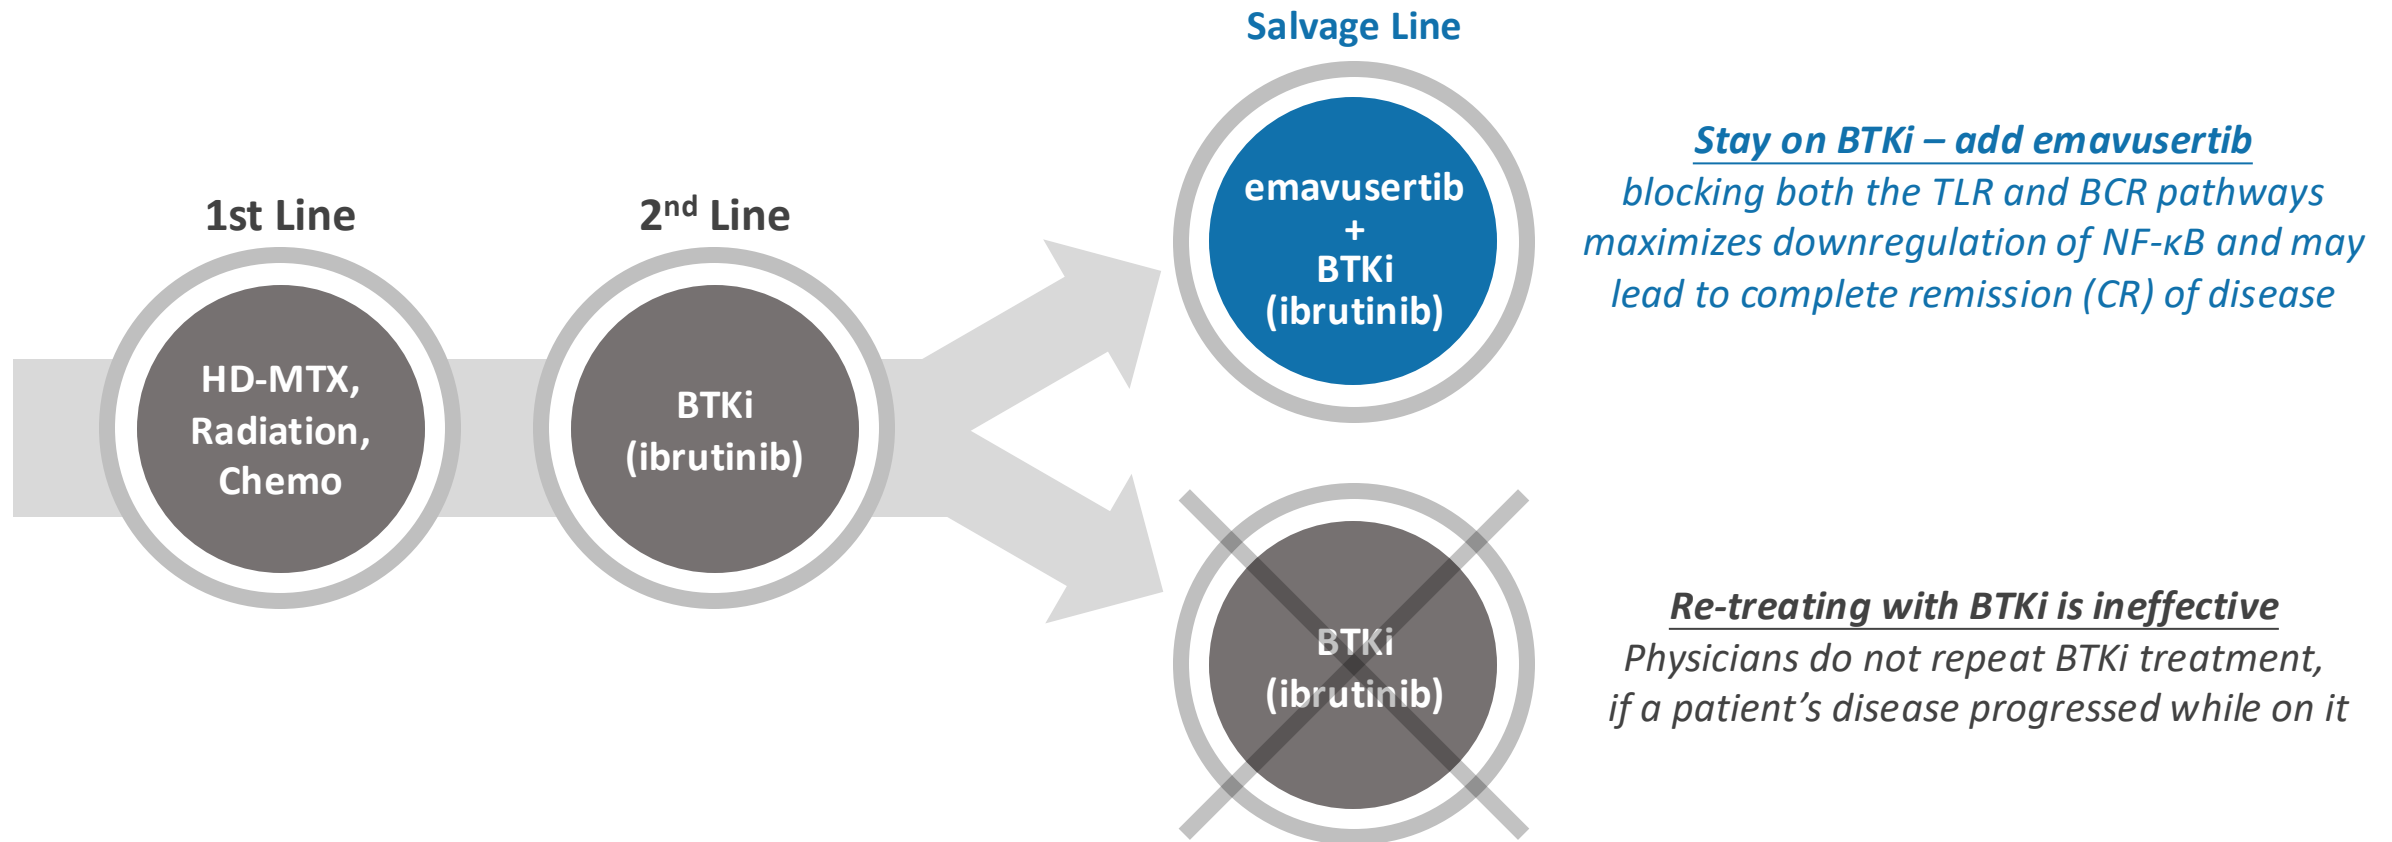 Salvage Line
1st Line
2nd Line
HD-MTX,
Radiation,
Chemo
BTKi
(ibrutinib)
emavusertib
+
BTKi
(ibrutinib)
Stay on BTKi – add emavusertib
blocking both the TLR and BCR pathways
maximizes downregulation of NF-κB and may
lead to complete remission (CR) of disease
BTKi
(ibrutinib)
Re-treating with BTKi is ineffective
Physicians do not repeat BTKi treatment,
if a patient’s disease progressed while on it